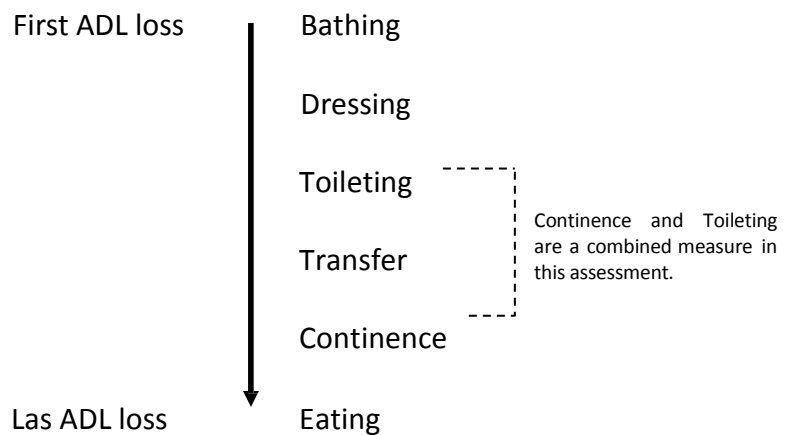 First ADL loss Bathing
Dressing
Toileting
Continence and Toileting
are a combined measure in
this assessment.
Transfer
Continence
Las ADL loss Eating